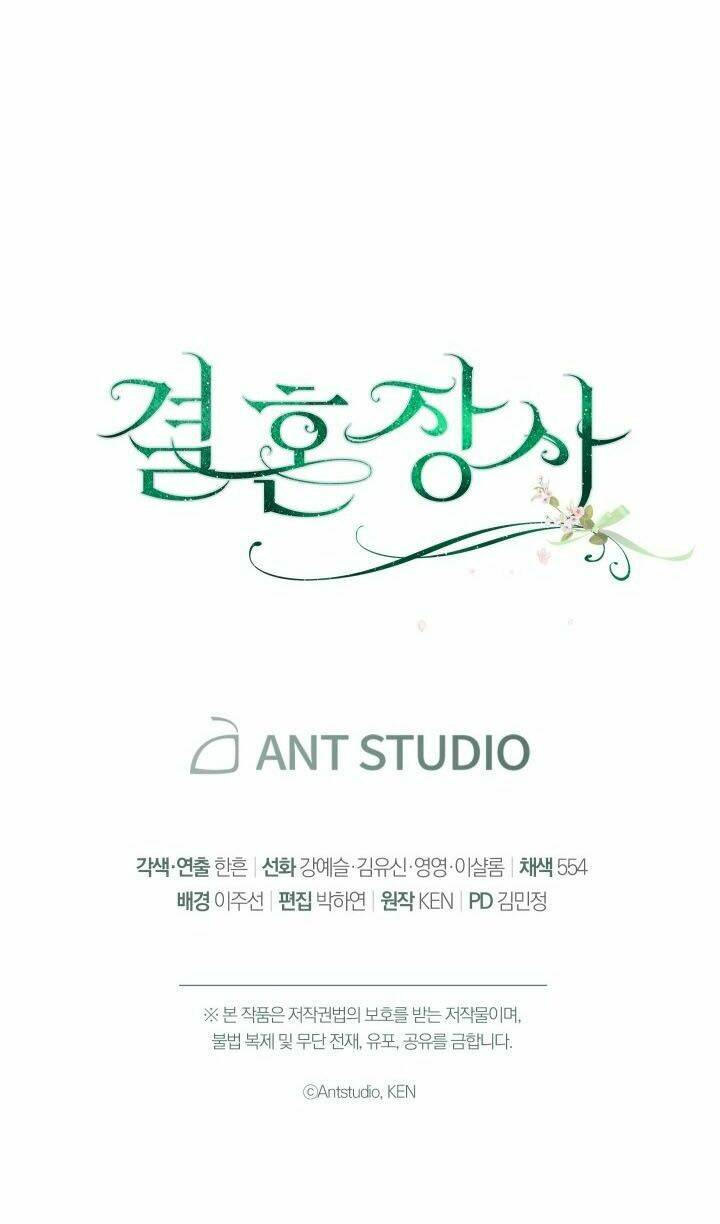 결혼장사
ANT STUDIO
각색·연출 한흔 | 선화 강예슬·김유신·영영·이샬롬 | 채색 554
배경 이주선 | 편집 박하연 | 원작 KEN | PD 김민정
※ 본 작품은 저작권법의 보호를 받는 저작물이며,
불법 복제 및 무단 전재, 유포, 공유를 금합니다.
ⓒAntstudio, KEN